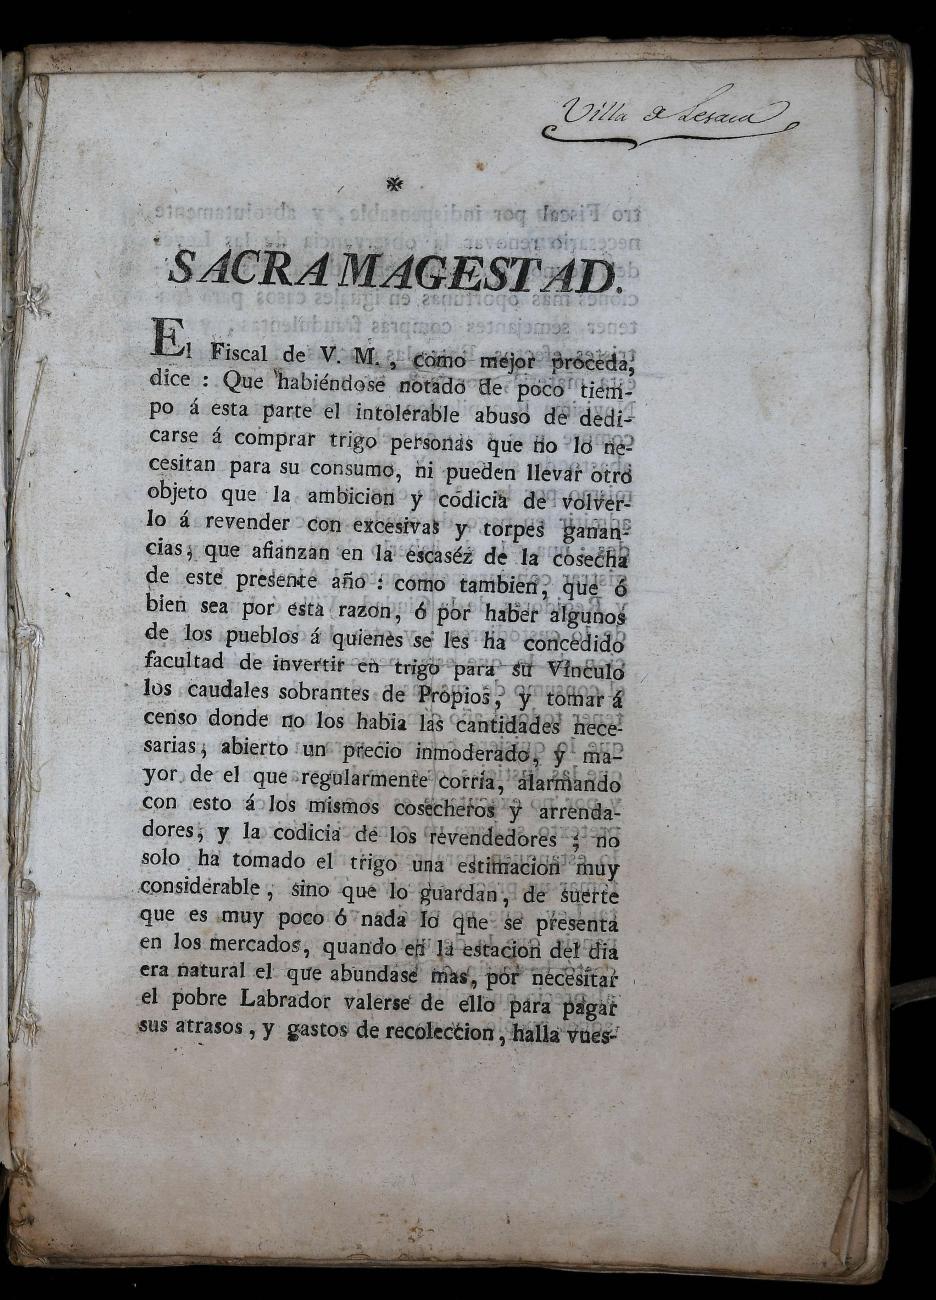 Villa de Lesaca
SACRA MAGESTAD.
El Fiscal de V. M. , como mejor proceda,
dice : Que habiéndose notado de poco tiem-
po á esta parte el intolerable abuso de dedi-
carse á comprar trigo personas que no lo ne-
cesitan para su consumo, ni pueden llevar otro
objeto que la ambicion y codicia de volver-
lo á revender con excesivas y torpes ganan-
cias, que afianzan en la escaséz de la cosecha
de este presente año : como tambien, que ó
bien sea por esta razon, ó por haber algunos
de los pueblos á quienes se les ha concedido
facultad de invertir en trigo para su Vínculo
los caudales sobrantes de Propios, y tomar á
censo donde no los habia las cantidades nece-
sarias, abierto un precio inmoderado, y ma-
yor de el que regularmente corría, alarmando
con esto á los mismos cosecheros y arrenda-
dores, y la codicia de los revendedores ; no
solo ha tomado el trigo una estimacion muy
considerable, sino que lo guardan, de suerte
que es muy poco ó nada lo qne se presenta
en los mercados, quando en la estacion del dia
era natural el que abundase mas, por necesitar
el pobre Labrador valerse de ello para pagar
sus atrasos, y gastos de recoleccion, halla vues-